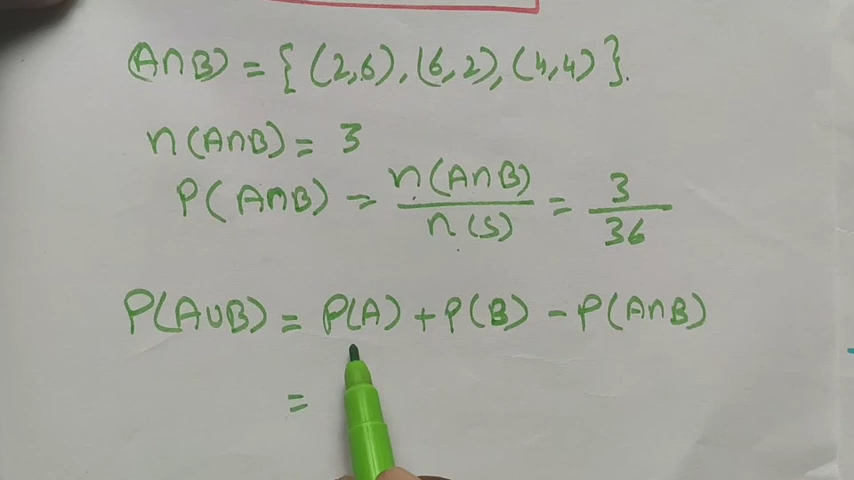 (A∩B) = { (2,6), (6,2), (4,4) }.
n(A∩B) = 3
P(A∩B) = n(A∩B) / n(S) = 3 / 36
P(A∪B) = P(A) + P(B) - P(A∩B)
=